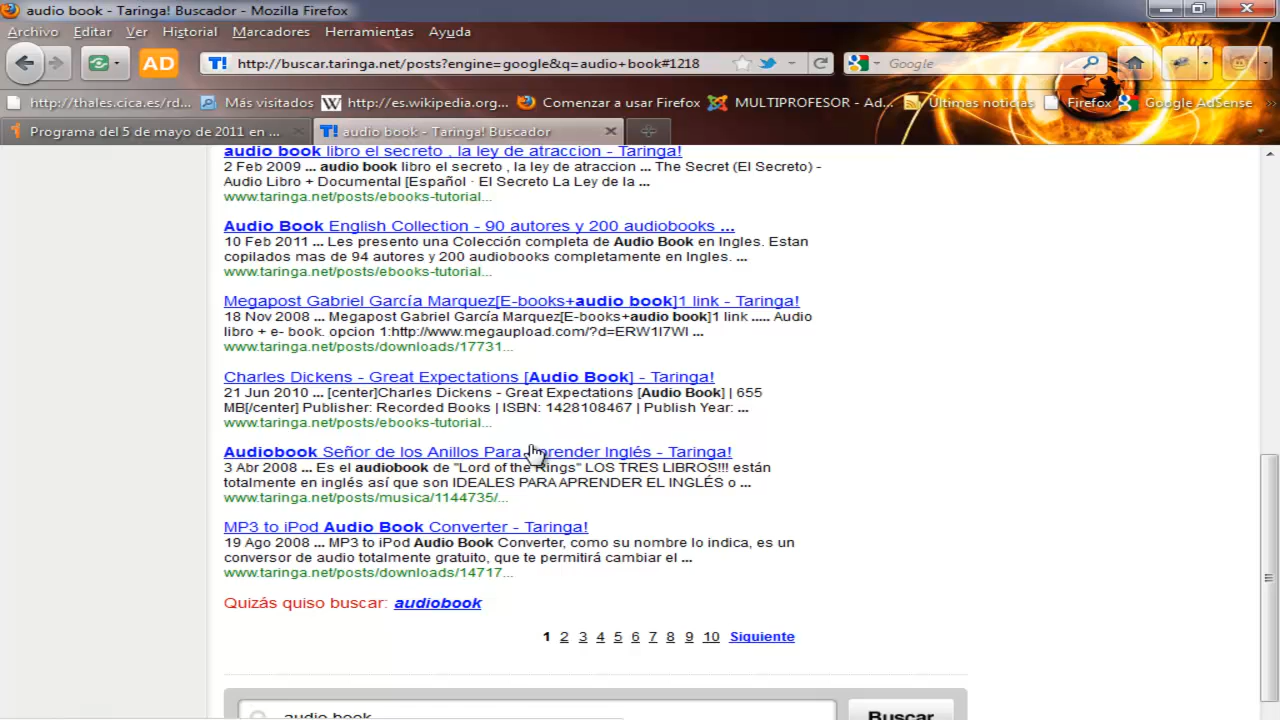 audio book - Taringa! Buscador - Mozilla Firefox
Archivo Editar Ver Historial Marcadores Herramientas Ayuda
AD T! http://buscar.taringa.net/posts?engine=google&q=audio+book#1218 Google
http://thales.cica.es/rd... Más visitados W http://es.wikipedia.org... Comenzar a usar Firefox MULTIPROFESOR - Ad... Últimas noticias Firefox Google AdSense
Programa del 5 de mayo de 2011 en ... T! audio book - Taringa! Buscador
audio book libro el secreto , la ley de atraccion - Taringa!
2 Feb 2009 ... audio book libro el secreto , la ley de atraccion ... The Secret (El Secreto) -
Audio Libro + Documental [Español · El Secreto La Ley de la ...
www.taringa.net/posts/ebooks-tutorial...
Audio Book English Collection - 90 autores y 200 audiobooks ...
10 Feb 2011 ... Les presento una Colección completa de Audio Book en Ingles. Estan
copilados mas de 94 autores y 200 audiobooks completamente en Ingles. ...
www.taringa.net/posts/ebooks-tutorial...
Megapost Gabriel García Marquez[E-books+audio book]1 link - Taringa!
18 Nov 2008 ... Megapost Gabriel García Marquez[E-books+audio book]1 link ..... Audio
libro + e- book. opcion 1:http://www.megaupload.com/?d=ERW1I7WI ...
www.taringa.net/posts/downloads/17731...
Charles Dickens - Great Expectations [Audio Book] - Taringa!
21 Jun 2010 ... [center]Charles Dickens - Great Expectations [Audio Book] | 655
MB[/center] Publisher: Recorded Books | ISBN: 1428108467 | Publish Year: ...
www.taringa.net/posts/ebooks-tutorial...
Audiobook Señor de los Anillos Para Aprender Inglés - Taringa!
3 Abr 2008 ... Es el audiobook de "Lord of the Rings" LOS TRES LIBROS!!! están
totalmente en inglés así que son IDEALES PARA APRENDER EL INGLÉS o ...
www.taringa.net/posts/musica/1144735/...
MP3 to iPod Audio Book Converter - Taringa!
19 Ago 2008 ... MP3 to iPod Audio Book Converter, como su nombre lo indica, es un
conversor de audio totalmente gratuito, que te permitirá cambiar el ...
www.taringa.net/posts/downloads/14717...
Quizás quiso buscar: audiobook
1 2 3 4 5 6 7 8 9 10 Siguiente
audio book Buscar